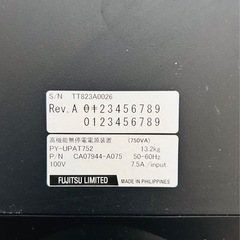 S/N TT823A0026
Rev. A 0123456789
0123456789
高機能無停電電源装置 (750VA)
PY-UPAT752 13.2kg
P/N CA07944-A075 50-60Hz
100V 7.5A / input
FUJITSU LIMITED MADE IN PHILIPPINES